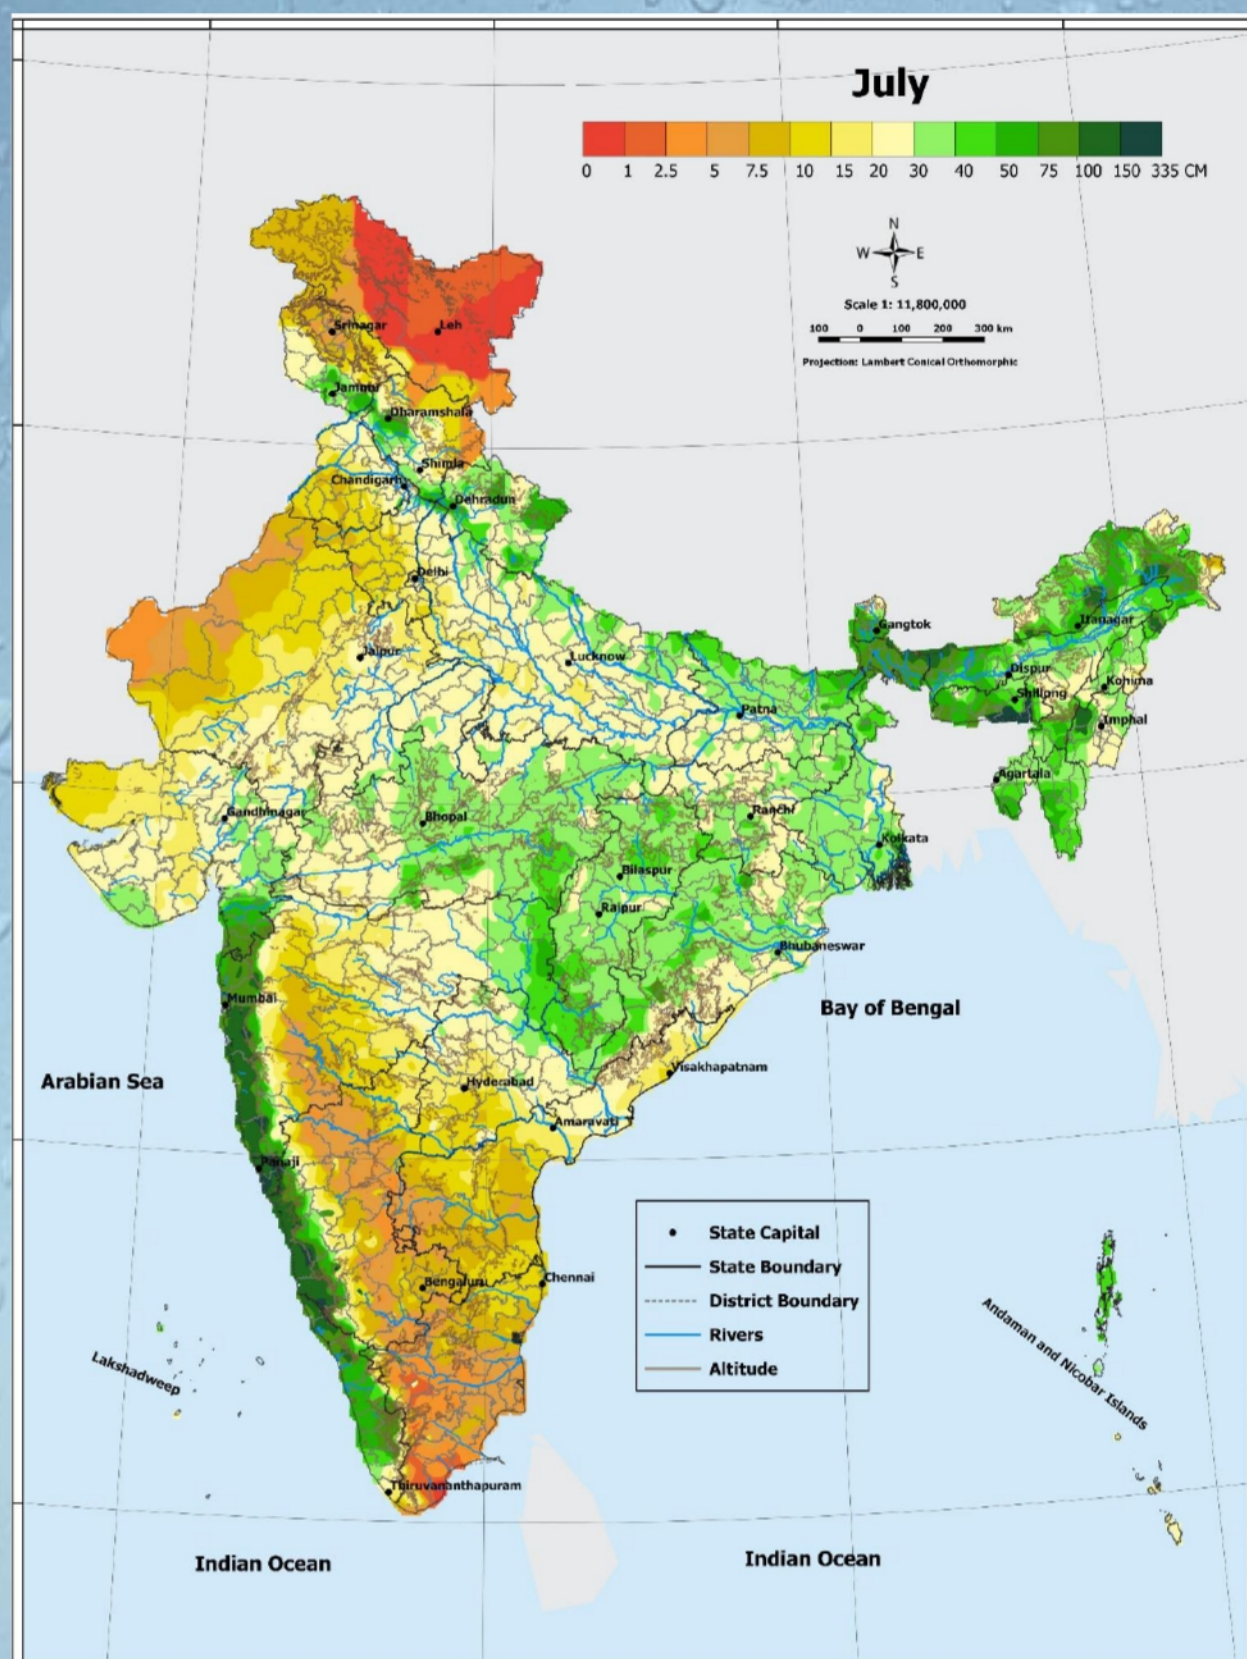 July
0 1 2.5 5 7.5 10 15 20 30 40 50 75 100 150 335 CM
N
W E
S
Scale 1: 11,800,000
100 0 100 200 300 km
Projection: Lambert Conical Orthomorphic
Srinagar
Leh
Jammu
Dharamshala
Shimla
Chandigarh
Dehradun
Delhi
Gangtok
Itanagar
Jaipur
Lucknow
Dispur
Kohima
Shillong
Patna
Imphal
Agartala
Gandhinagar
Bhopal
Ranchi
Kolkata
Bilaspur
Raipur
Bhubaneswar
Mumbai
Bay of Bengal
Arabian Sea
Visakhapatnam
Hyderabad
Amaravati
Panaji
State Capital
State Boundary
District Boundary
Rivers
Altitude
Bengaluru
Chennai
Andaman and Nicobar Islands
Lakshadweep
Thiruvananthapuram
Indian Ocean
Indian Ocean